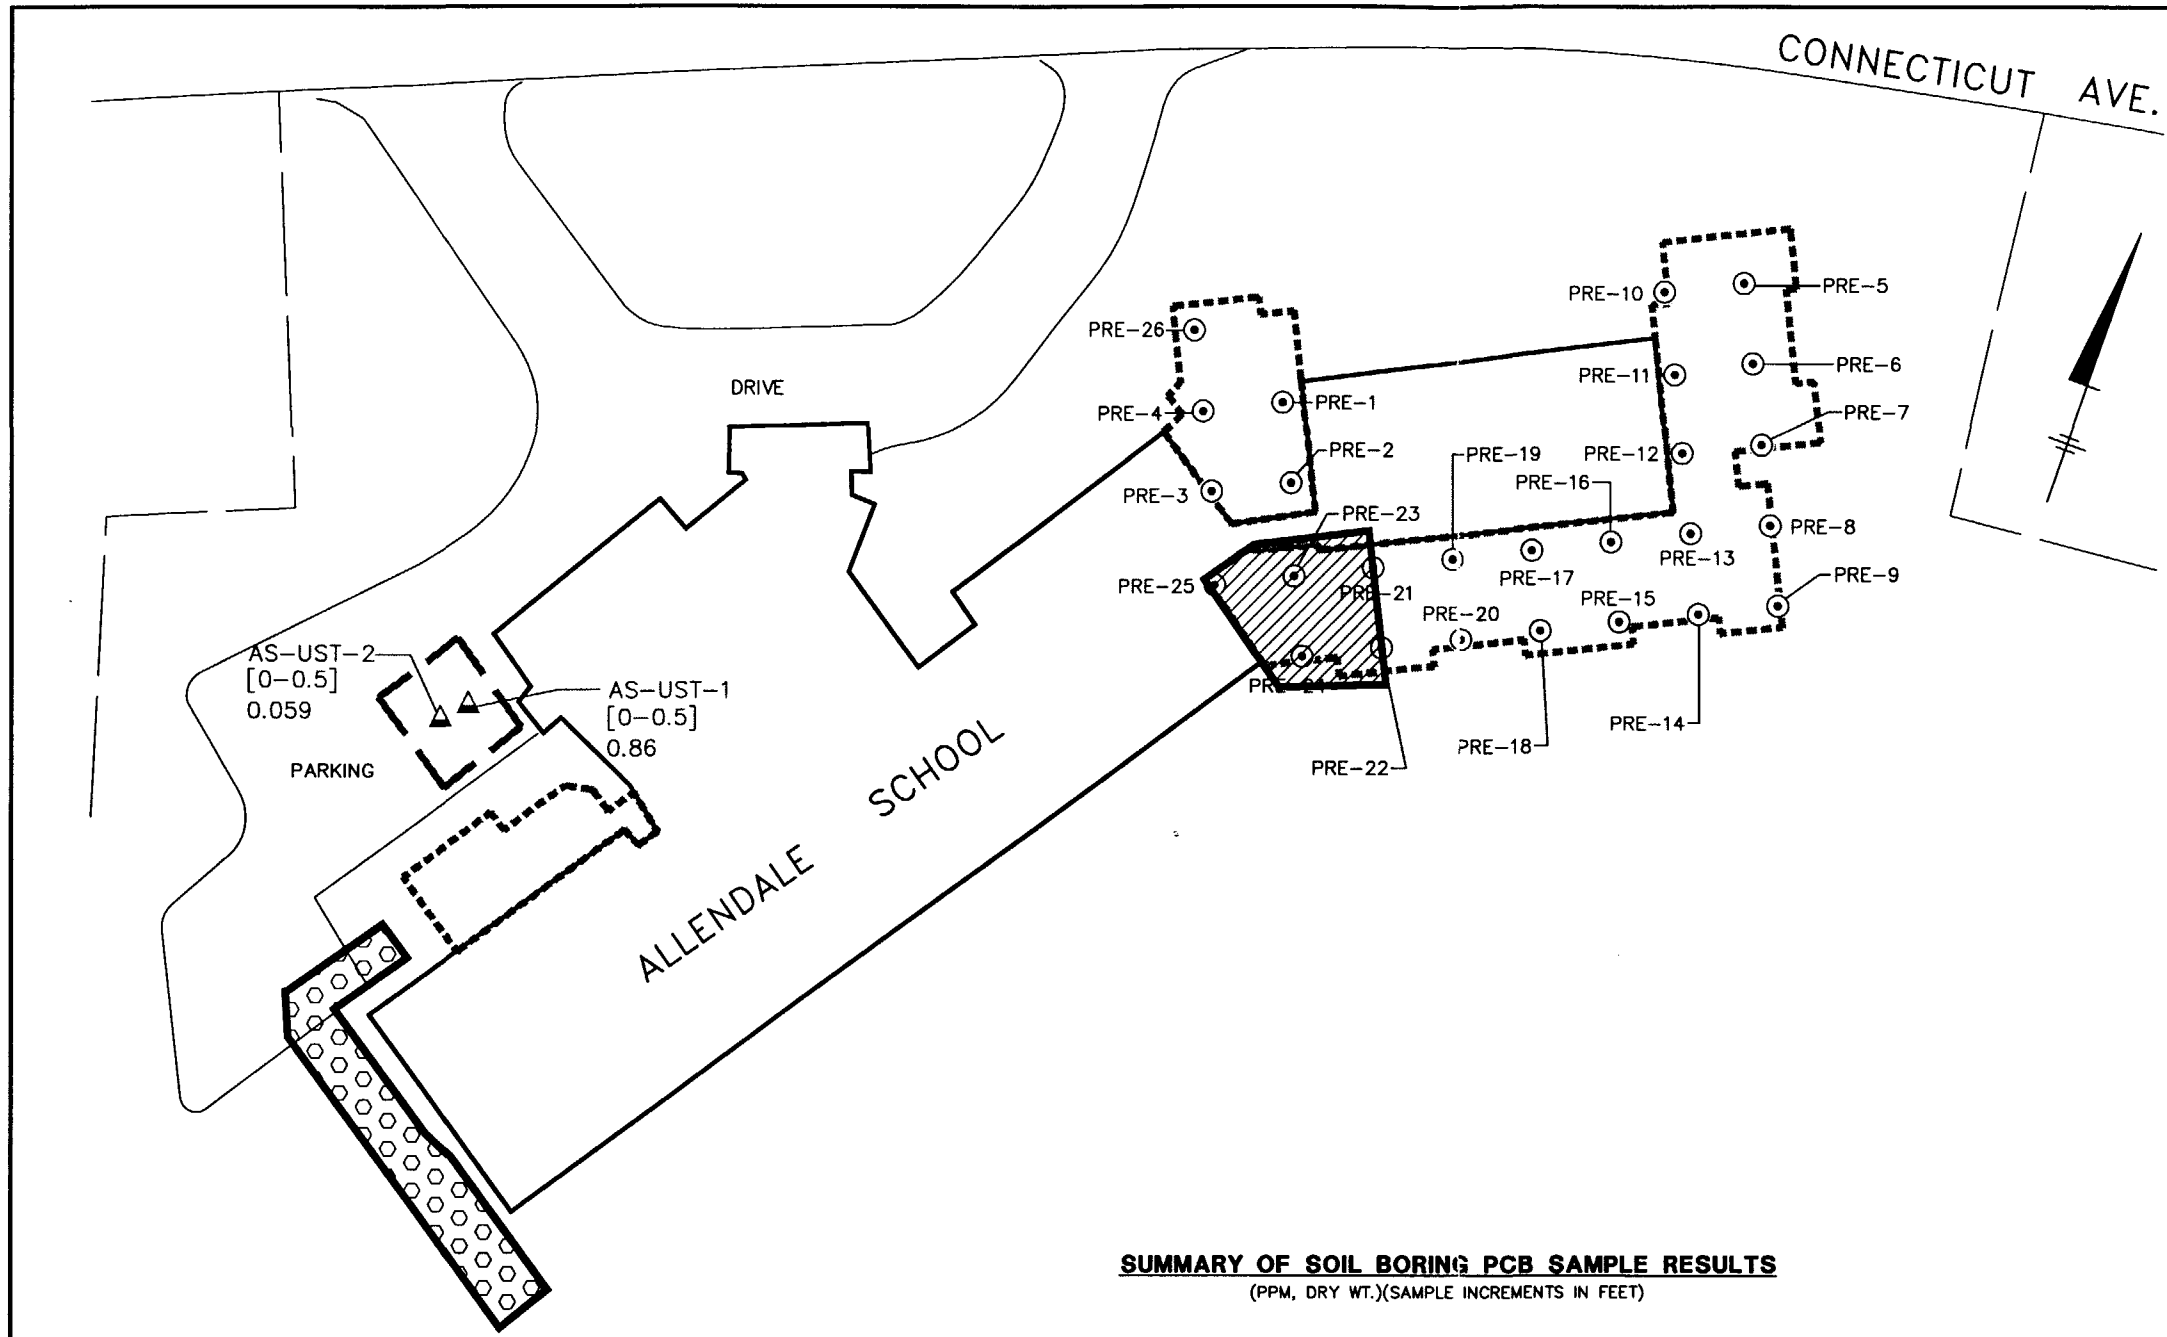 CONNECTICUT AVE.
PRE-10
PRE-5
PRE-26
DRIVE
PRE-11
PRE-6
PRE-4
PRE-1
PRE-7
PRE-2
PRE-19
PRE-12
PRE-16
PRE-3
PRE-23
PRE-8
PRE-13
PRE-25
PRE-17
PRE-9
PRE-21
PRE-15
PRE-20
AS-UST-2
[0-0.5]
0.059
AS-UST-1
[0-0.5]
0.86
PRE-24
PRE-14
PRE-18
PRE-22
PARKING
ALLENDALE SCHOOL
SUMMARY OF SOIL BORING PCB SAMPLE RESULTS
(PPM, DRY WT.)(SAMPLE INCREMENTS IN FEET)